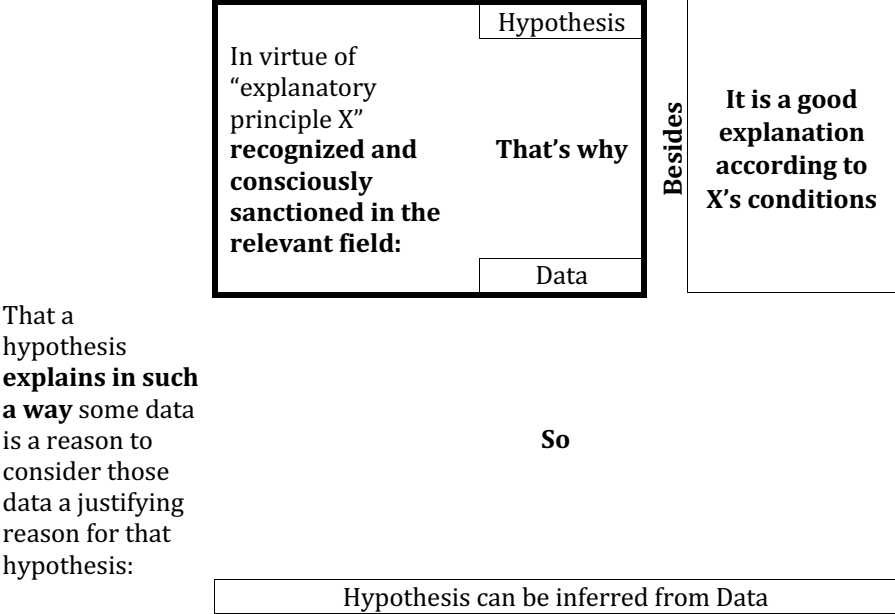 Hypothesis
In virtue of
“explanatory
principle X”
recognized and
consciously
sanctioned in the
relevant field:
That’s why
Data
Besides
It is a good
explanation
according to
X’s conditions
That a
hypothesis
explains in such
a way some data
is a reason to
consider those
data a justifying
reason for that
hypothesis:
So
Hypothesis can be inferred from Data